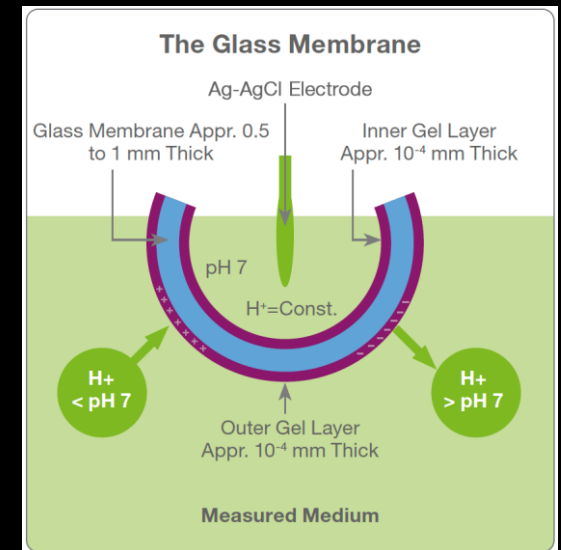 The Glass Membrane
Ag-AgCl Electrode
Glass Membrane Appr. 0.5
to 1 mm Thick
Inner Gel Layer
Appr. 10⁻⁴ mm Thick
pH 7
H⁺=Const.
+ + + + + + + +
− − − − − − − −
H+
< pH 7
H+
> pH 7
Outer Gel Layer
Appr. 10⁻⁴ mm Thick
Measured Medium